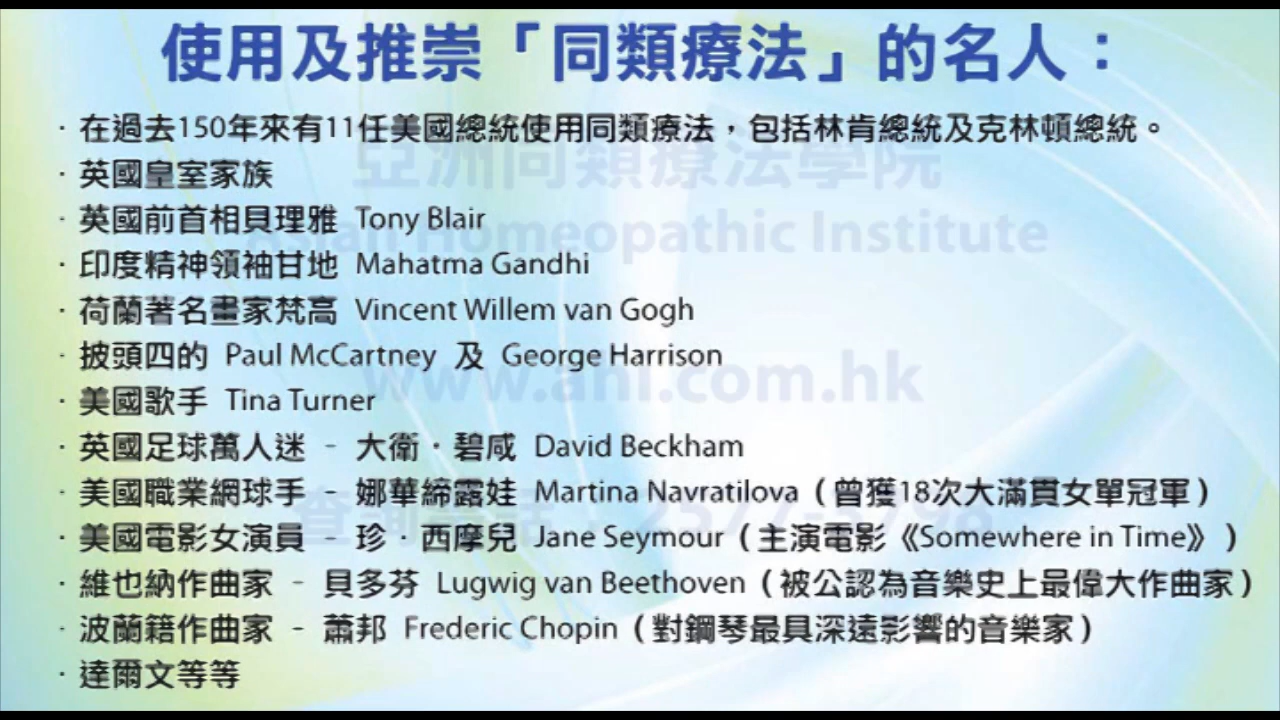 使用及推崇「同類療法」的名人：
· 在過去150年來有11任美國總統使用同類療法，包括林肯總統及克林頓總統。
亞洲同類療法學院
· 英國皇室家族
· 英國前首相貝理雅 Tony Blair
Asian Homeopathic Institute
· 印度精神領袖甘地 Mahatma Gandhi
· 荷蘭著名畫家梵高 Vincent Willem van Gogh
· 披頭四的 Paul McCartney 及 George Harrison
www.ahi.com.hk
· 美國歌手 Tina Turner
· 英國足球萬人迷 - 大衛·碧咸 David Beckham
· 美國職業網球手 - 娜華締露娃 Martina Navratilova（曾獲18次大滿貫女單冠軍）
· 美國電影女演員 - 珍·西摩兒 Jane Seymour（主演電影《Somewhere in Time》）
· 維也納作曲家 - 貝多芬 Lugwig van Beethoven（被公認為音樂史上最偉大作曲家）
· 波蘭籍作曲家 - 蕭邦 Frederic Chopin（對鋼琴最具深遠影響的音樂家）
· 達爾文等等